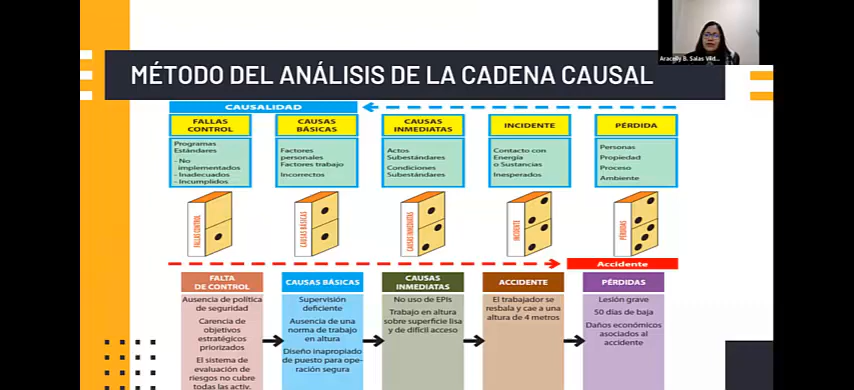 Aracelly B. Salas Vild...
MÉTODO DEL ANÁLISIS DE LA CADENA CAUSAL
CAUSALIDAD
FALLAS
CONTROL
Programas
Estándares
- No
implementados
- Inadecuados
- Incumplidos.
CAUSAS
BÁSICAS
Factores
personales
Factores trabajo
Incorrectos
CAUSAS
INMEDIATAS
Actos
Subestándares
Condiciones
Subestándares
INCIDENTE
Contacto con
Energía
o Sustancias
Inesperados
PÉRDIDA
Personas
Propiedad
Proceso
Ambiente
FALLAS CONTROL
CAUSAS BÁSICAS
CAUSAS INMEDIATAS
INCIDENTE
PÉRDIDAS
Accidente
FALTA
DE CONTROL
Ausencia de política
de seguridad
Carencia de
objetivos
estratégicos
priorizados
El sistema de
evaluación de
riesgos no cubre
todas las activ.
CAUSAS BÁSICAS
Supervisión
deficiente
Ausencia de una
norma de trabajo
en altura
Diseño inapropiado
de puesto para ope-
ración segura
CAUSAS
INMEDIATAS
No uso de EPIs
Trabajo en altura
sobre superficie lisa
y de difícil acceso
ACCIDENTE
El trabajador se
resbala y cae a una
altura de 4 metros
PÉRDIDAS
Lesión grave
50 días de baja
Daños económicos
asociados al
accidente